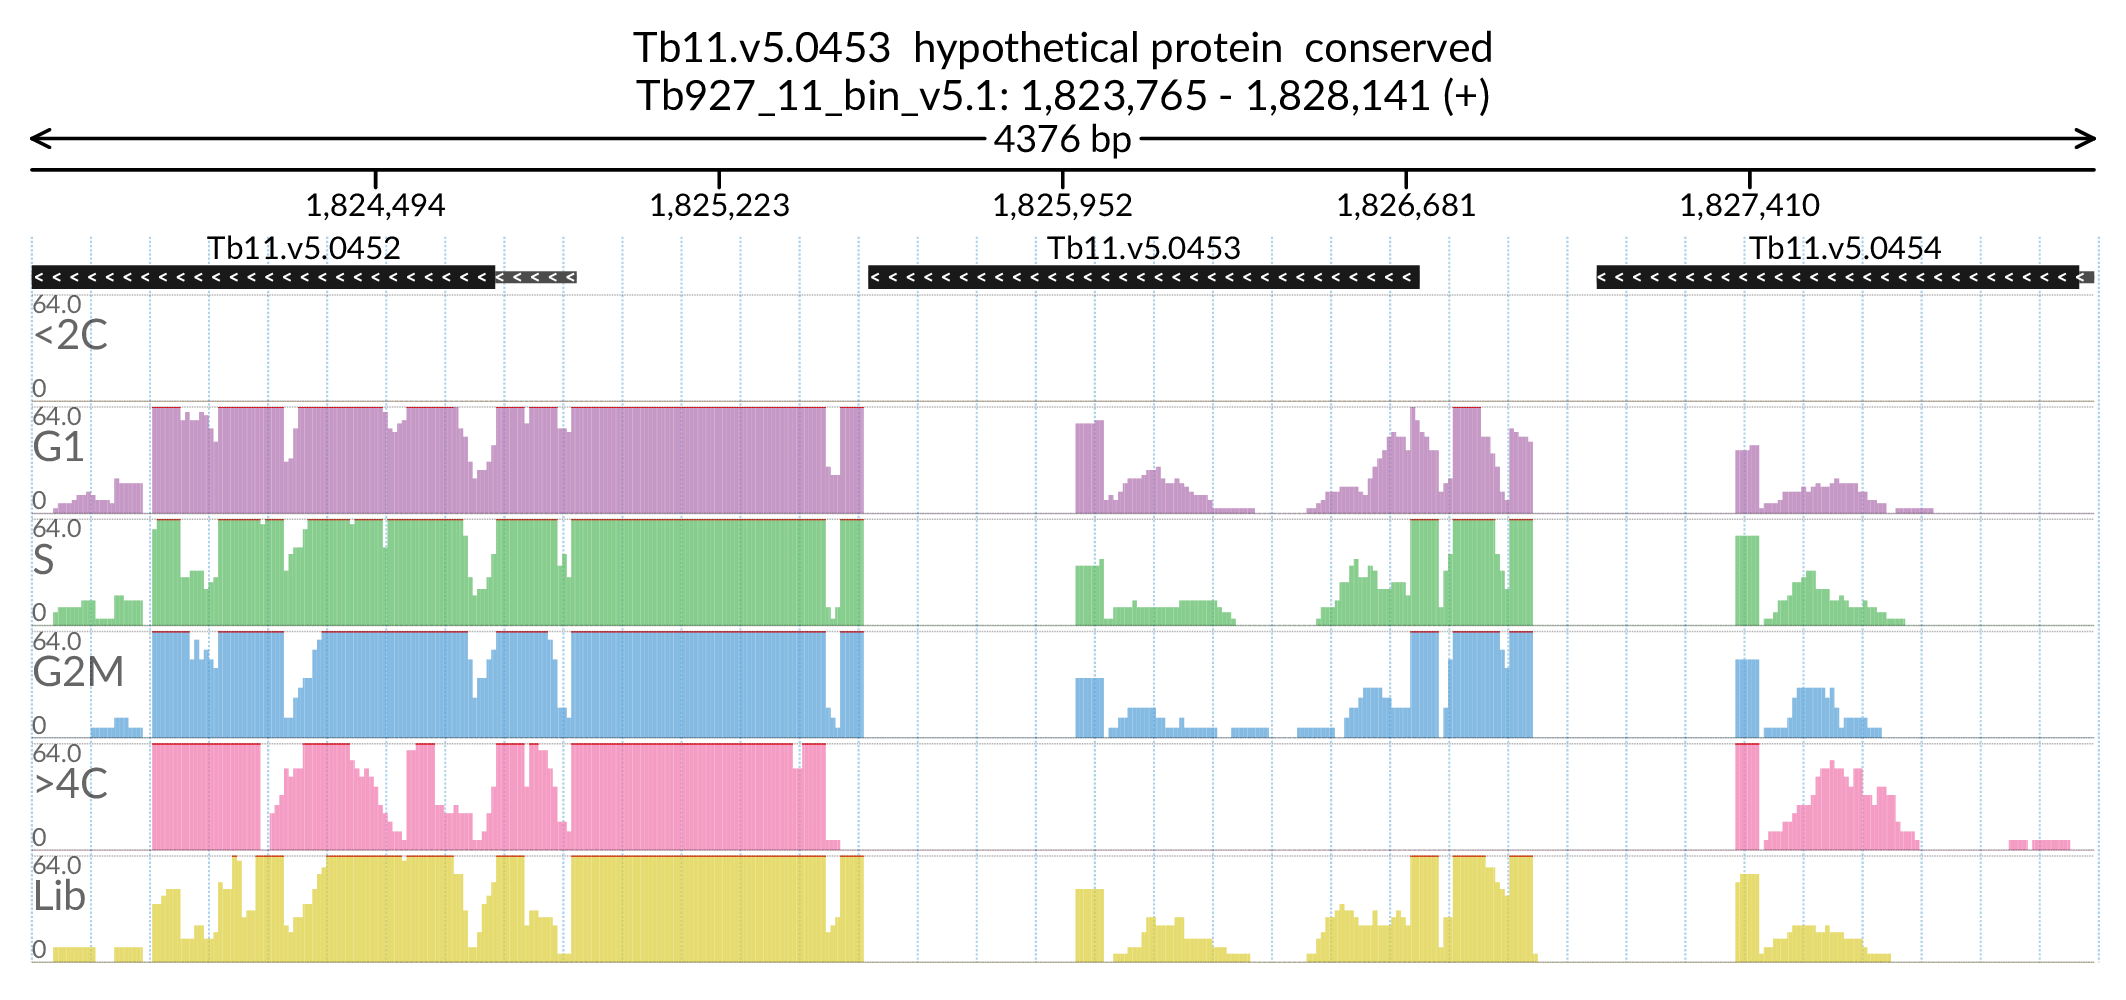 Tb11.v5.0453  hypothetical protein  conserved
Tb927_11_bin_v5.1: 1,823,765 - 1,828,141 (+)
4376 bp
1,824,494 1,825,223 1,825,952 1,826,681 1,827,410
Tb11.v5.0452 Tb11.v5.0453 Tb11.v5.0454
64.0
<2C
0
64.0
G1
0
64.0
S
0
64.0
G2M
0
64.0
>4C
0
64.0
Lib
0